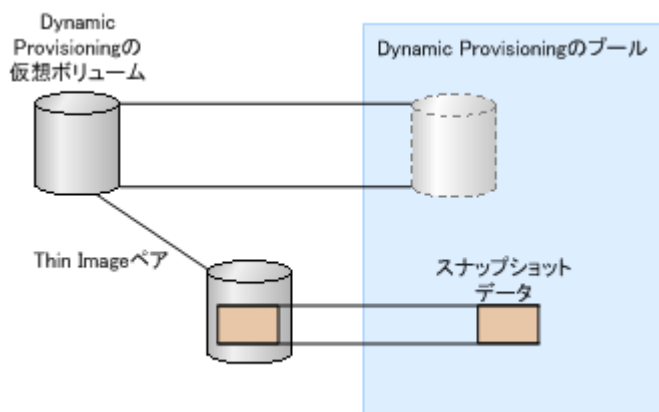 Dynamic
Provisioningの
仮想ボリューム
Dynamic Provisioningのプール
Thin Imageペア
スナップショット
データ